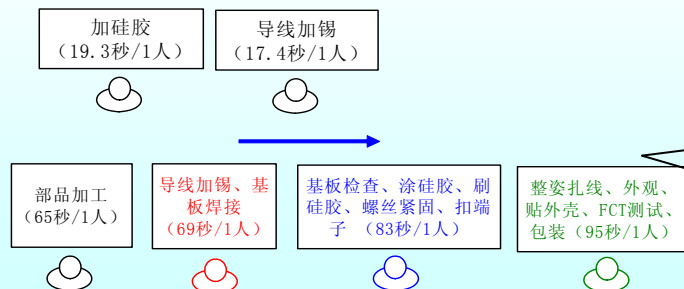 加硅胶
（19.3秒/1人）
导线加锡
（17.4秒/1人）
部品加工
（65秒/1人）
导线加锡、基
板焊接
（69秒/1人）
基板检查、涂硅胶、刷
硅胶、螺丝紧固、扣端
子 （83秒/1人）
整姿扎线、外观、
贴外壳、FCT测试、
包装（95秒/1人）